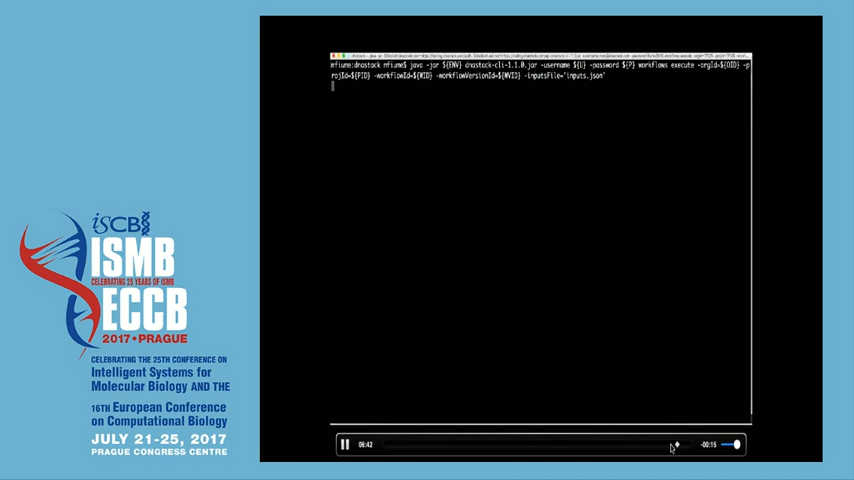 mfiume:dnastack mfiume$ java -jar ${ENV} dnastack-cli-1.1.0.jar -username ${U} -password ${P} workflows execute -orgId=${OID} -p
rojId=${PID} -workflowId=${WID} -workflowVersionId=${WVID} -inputsFile='inputs.json'
06:42
-00:15
iSCB
ISMB
CELEBRATING 25 YEARS OF ISMB
ECCB
2017•PRAGUE
CELEBRATING THE 25TH CONFERENCE ON
Intelligent Systems for
Molecular Biology AND THE
16TH European Conference
on Computational Biology
JULY 21-25, 2017
PRAGUE CONGRESS CENTRE